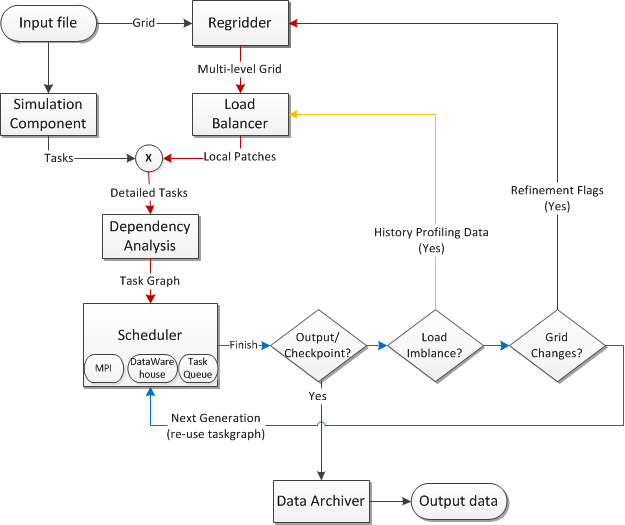 Input file
Grid
Regridder
Multi-level Grid
Simulation
Component
Load
Balancer
Tasks
X
Local Patches
Detailed Tasks
Refinement Flags
(Yes)
Dependency
Analysis
History Profiling Data
(Yes)
Task Graph
Scheduler
MPI
DataWare
house
Task
Queue
Finish
Output/
Checkpoint?
Load
Imblance?
Grid
Changes?
Yes
Next Generation
(re-use taskgraph)
Data Archiver
Output data